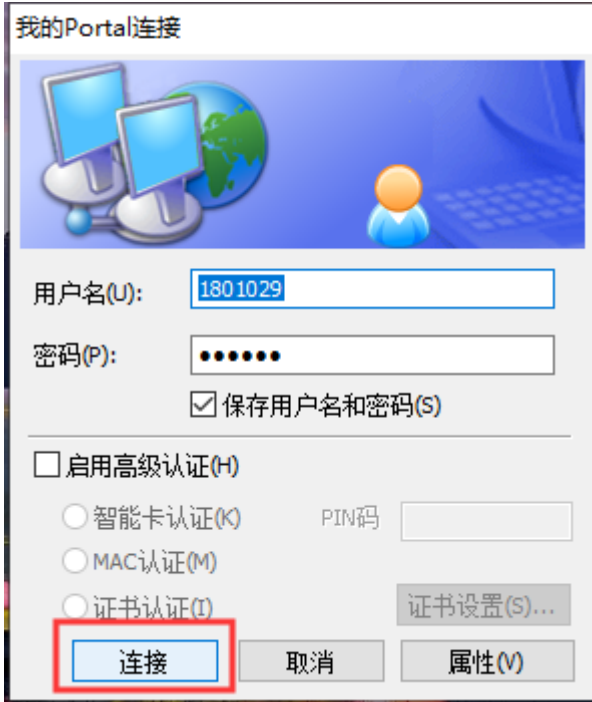 我的Portal连接
用户名(U): 1801029
密码(P): ●●●●●●
保存用户名和密码(S)
启用高级认证(H)
智能卡认证(K) PIN码
MAC认证(M)
证书认证(I) 证书设置(S)...
连接 取消 属性(V)